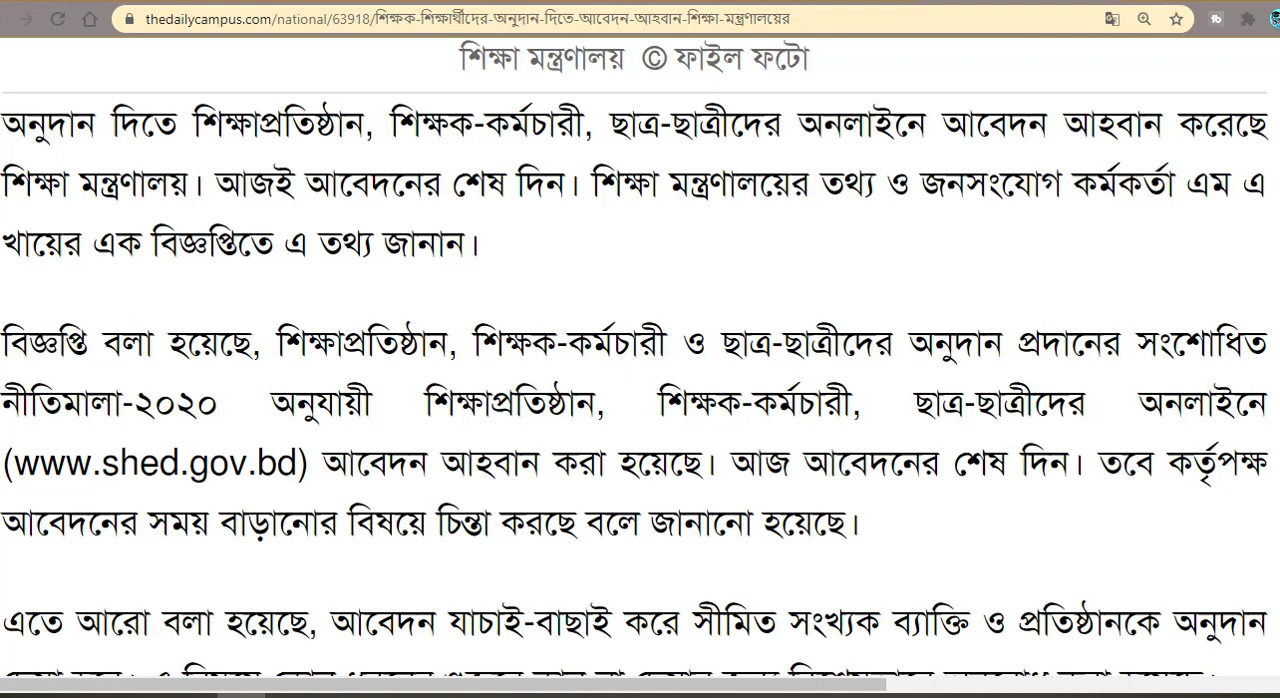 thedailycampus.com/national/63918/শিক্ষক-শিক্ষার্থীদের-অনুদান-দিতে-আবেদন-আহবান-শিক্ষা-মন্ত্রণালয়ের
শিক্ষা মন্ত্রণালয় © ফাইল ফটো
অনুদান দিতে শিক্ষাপ্রতিষ্ঠান, শিক্ষক-কর্মচারী, ছাত্র-ছাত্রীদের অনলাইনে আবেদন আহবান করেছে
শিক্ষা মন্ত্রণালয়। আজই আবেদনের শেষ দিন। শিক্ষা মন্ত্রণালয়ের তথ্য ও জনসংযোগ কর্মকর্তা এম এ
খায়ের এক বিজ্ঞপ্তিতে এ তথ্য জানান।
বিজ্ঞপ্তি বলা হয়েছে, শিক্ষাপ্রতিষ্ঠান, শিক্ষক-কর্মচারী ও ছাত্র-ছাত্রীদের অনুদান প্রদানের সংশোধিত
নীতিমালা-২০২০ অনুযায়ী শিক্ষাপ্রতিষ্ঠান, শিক্ষক-কর্মচারী, ছাত্র-ছাত্রীদের অনলাইনে
(www.shed.gov.bd) আবেদন আহবান করা হয়েছে। আজ আবেদনের শেষ দিন। তবে কর্তৃপক্ষ
আবেদনের সময় বাড়ানোর বিষয়ে চিন্তা করছে বলে জানানো হয়েছে।
এতে আরো বলা হয়েছে, আবেদন যাচাই-বাছাই করে সীমিত সংখ্যক ব্যাক্তি ও প্রতিষ্ঠানকে অনুদান